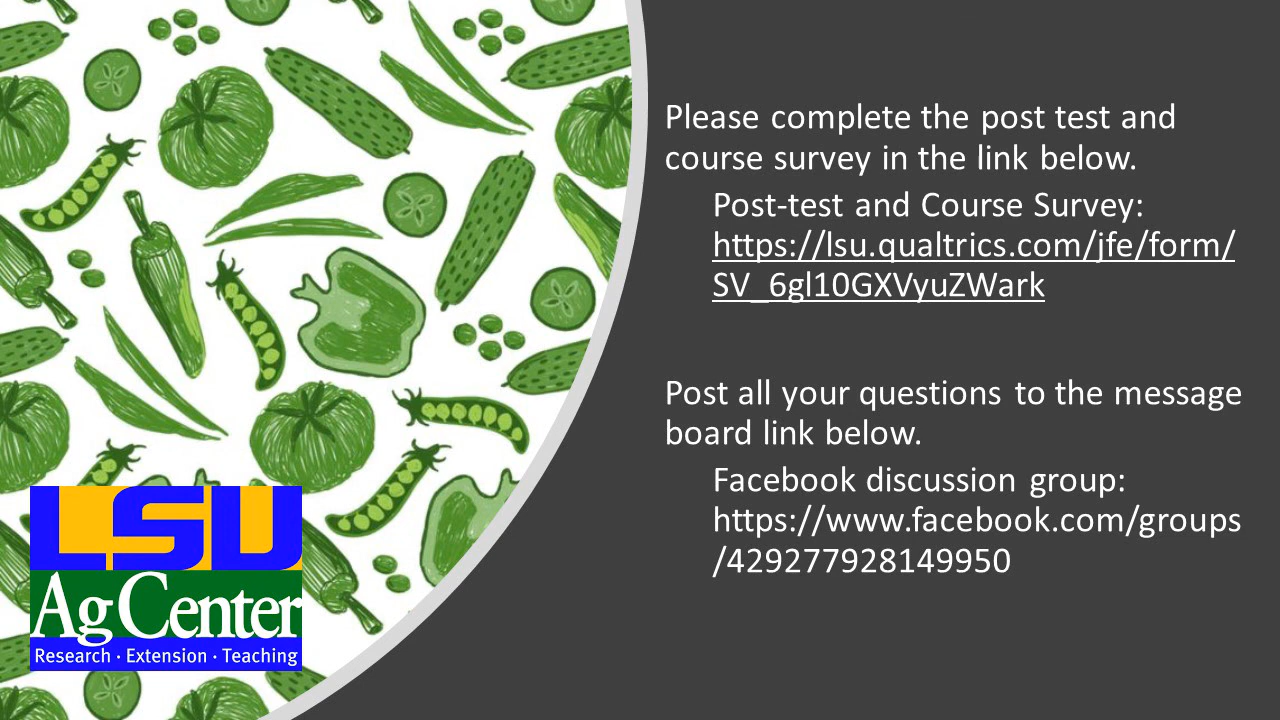 Please complete the post test and
course survey in the link below.
Post-test and Course Survey:
https://lsu.qualtrics.com/jfe/form/
SV_6gl10GXVyuZWark
Post all your questions to the message
board link below.
Facebook discussion group:
https://www.facebook.com/groups
/429277928149950
LSU
AgCenter
Research · Extension · Teaching